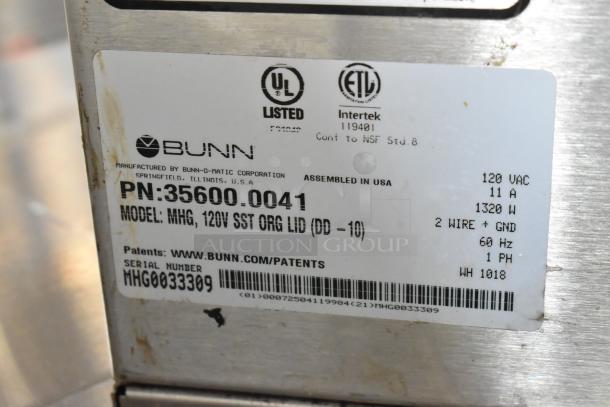 UL
LISTED
ETL
Intertek
119401
Conf to NSF Std.8
BUNN
MANUFACTURED BY BUNN-O-MATIC CORPORATION
SPRINGFIELD, ILLINOIS, U.S.A
ASSEMBLED IN USA
120 VAC
PN:35600.0041
11 A
MODEL: MHG, 120V SST ORG LID (DD -10)
1320 W
2 WIRE + GND
AUCTION GROUP
60 Hz
Patents: WWW.BUNN.COM/PATENTS
1 PH
SERIAL NUMBER
WH 1018
MHG0033309
(01)00072504119904(21)MHG0033309